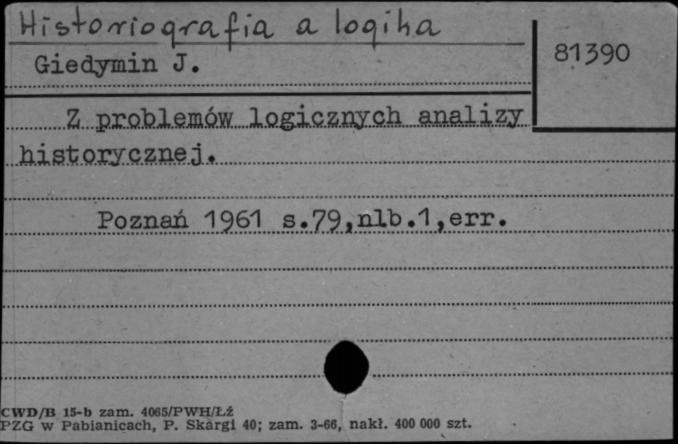 Historiografia a logika
Giedymin J.
81390
Z problemów logicznych analizy
historycznej.
Poznań 1961 s.79,nlb.1,err.
CWD/B 15-b zam. 4065/PWH/Łź
PZG w Pabianicach, P. Skargi 40; zam. 3-66, nakł. 400 000 szt.